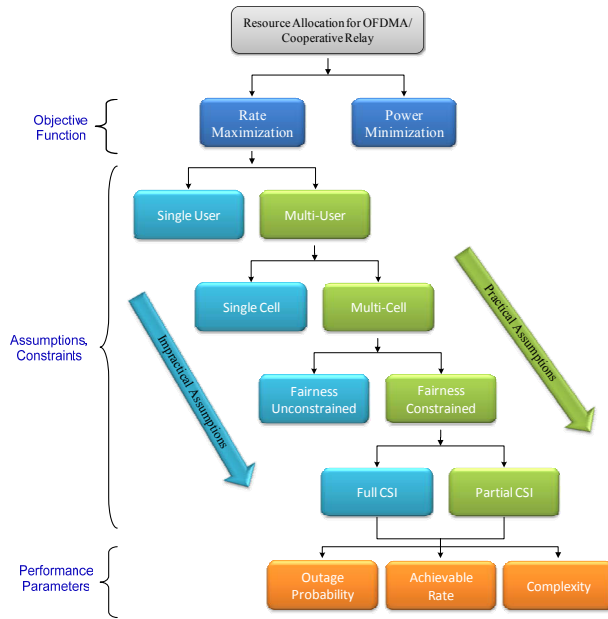 Resource Allocation for OFDMA/
Cooperative Relay
Objective
Function
Rate
Maximization
Power
Minimization
Single User
Multi-User
Single Cell
Multi-Cell
Assumptions,
Constraints
Impractical Assumptions
Practical Assumptions
Fairness
Unconstrained
Fairness
Constrained
Full CSI
Partial CSI
Performance
Parameters
Outage
Probability
Achievable
Rate
Complexity